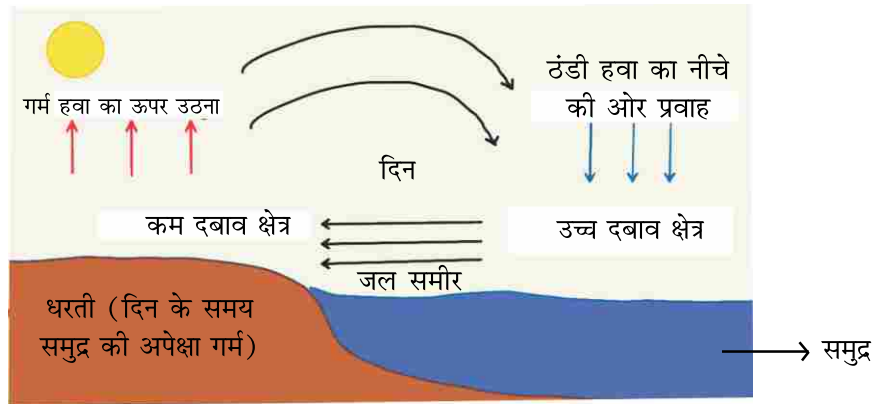 गर्म हवा का ऊपर उठना
ठंडी हवा का नीचे
की ओर प्रवाह
दिन
कम दबाव क्षेत्र
उच्च दबाव क्षेत्र
जल समीर
धरती (दिन के समय
समुद्र की अपेक्षा गर्म)
समुद्र